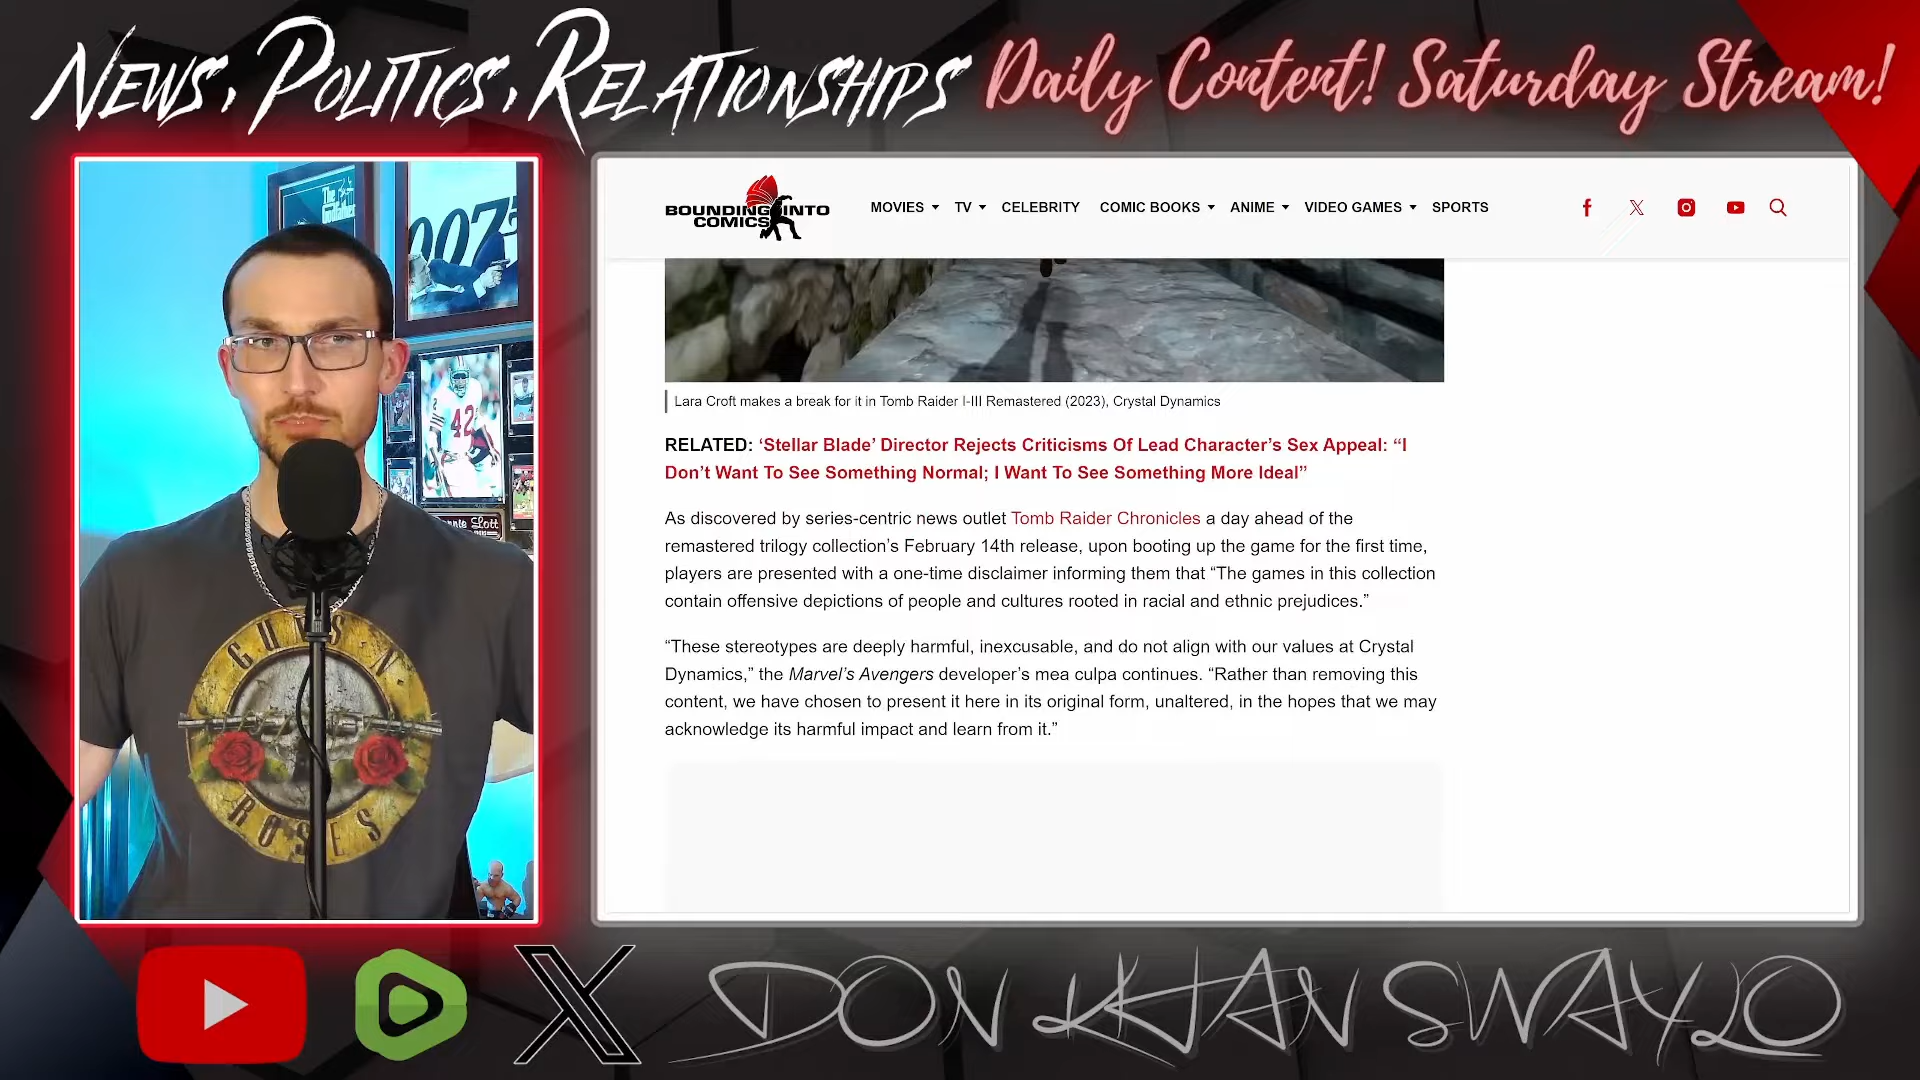 NEWS, POLITICS, RELATIONSHIPS Daily Content! Saturday Stream!
The Godfather
007
42
Lott
GUNS N' ROSES
BOUNDING INTO COMICS
MOVIES TV CELEBRITY COMIC BOOKS ANIME VIDEO GAMES SPORTS
Lara Croft makes a break for it in Tomb Raider I-III Remastered (2023), Crystal Dynamics
RELATED: ‘Stellar Blade’ Director Rejects Criticisms Of Lead Character’s Sex Appeal: “I
Don’t Want To See Something Normal; I Want To See Something More Ideal”
As discovered by series-centric news outlet Tomb Raider Chronicles a day ahead of the
remastered trilogy collection’s February 14th release, upon booting up the game for the first time,
players are presented with a one-time disclaimer informing them that “The games in this collection
contain offensive depictions of people and cultures rooted in racial and ethnic prejudices.”
“These stereotypes are deeply harmful, inexcusable, and do not align with our values at Crystal
Dynamics,” the Marvel’s Avengers developer’s mea culpa continues. “Rather than removing this
content, we have chosen to present it here in its original form, unaltered, in the hopes that we may
acknowledge its harmful impact and learn from it.”
DON KHAN SWAYLO